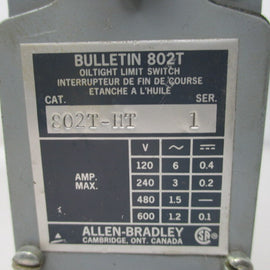 BULLETIN 802T
OILTIGHT LIMIT SWITCH
INTERRUPTEUR DE FIN DE COURSE
ETANCHE A L'HUILE
CAT. SER.
802T-HT 1
V ~ ⎓
AMP. MAX.
120 6 0.4
240 3 0.2
480 1.5 —
600 1.2 0.1
ALLEN-BRADLEY
CAMBRIDGE, ONT. CANADA